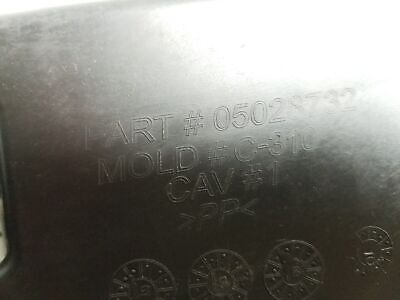 PART # 05028732
MOLD # C-310
CAV #1
>PP<